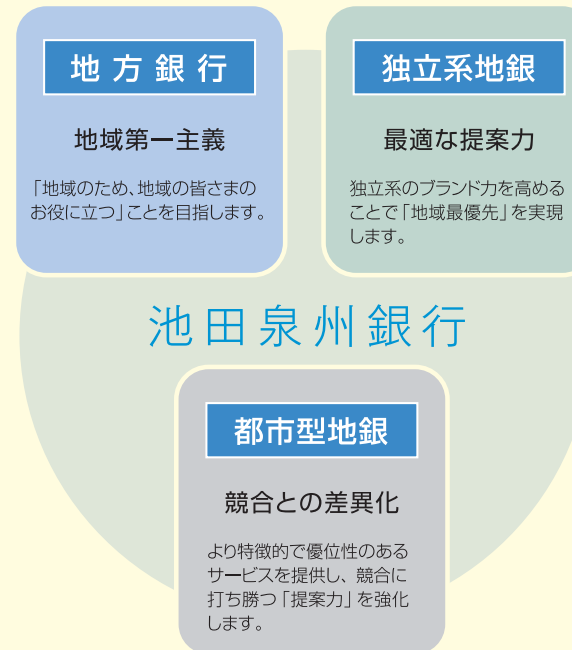 地方銀行
地域第一主義
「地域のため、地域の皆さまの
お役に立つ」ことを目指します。
独立系地銀
最適な提案力
独立系のブランド力を高める
ことで「地域最優先」を実現
します。
池田泉州銀行
都市型地銀
競合との差異化
より特徴的で優位性のある
サービスを提供し、競合に
打ち勝つ「提案力」を強化
します。